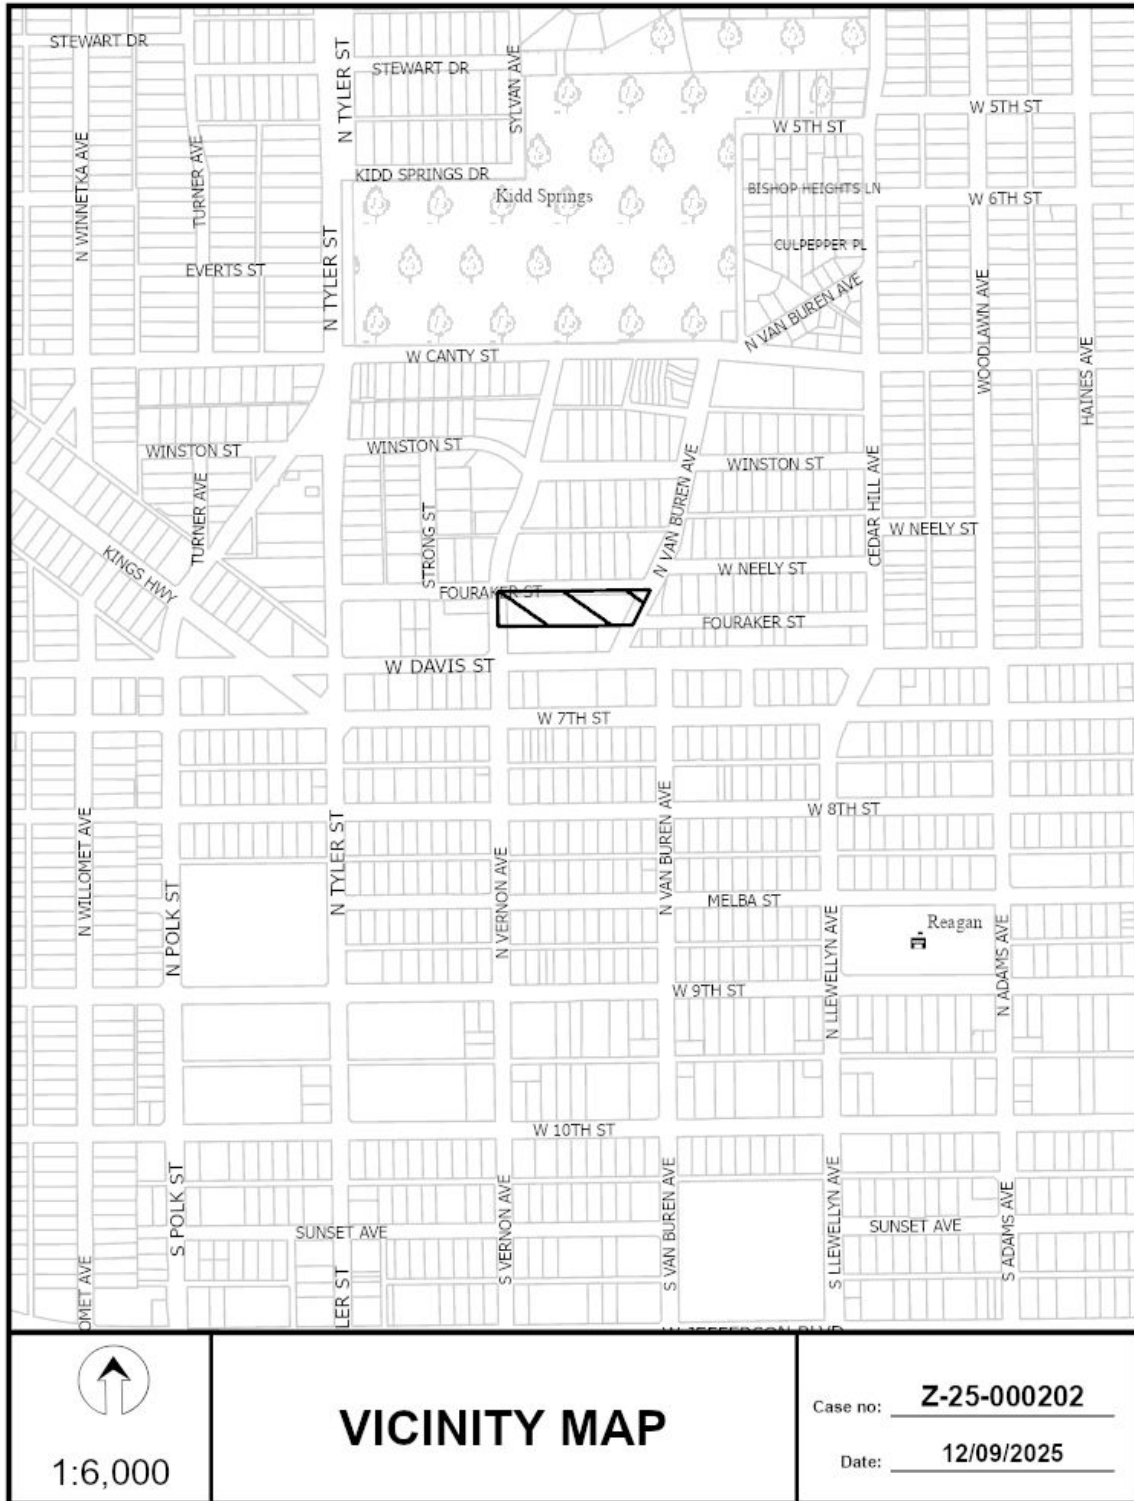 STEWART DR
N TYLER ST
STEWART DR
SYLVAN AVE
W 5TH ST
W 5TH ST
N WINNETKA AVE
TURNER AVE
KIDD SPRINGS DR
Kidd Springs
BISHOP HEIGHTS LN
W 6TH ST
CULPEPPER PL
EVERTS ST
N TYLER ST
N VAN BUREN AVE
WOODLAWN AVE
HAINES AVE
W CANTY ST
WINSTON ST
WINSTON ST
WINSTON ST
TURNER AVE
STRONG ST
N VAN BUREN AVE
CEDAR HILL AVE
W NEELY ST
KINGS HWY
W NEELY ST
FOURAKER ST
FOURAKER ST
W DAVIS ST
W 7TH ST
N WILLOMET AVE
N POLK ST
N TYLER ST
N VERNON AVE
N VAN BUREN AVE
W 8TH ST
MELBA ST
N LLEWELLYN AVE
Reagan
N ADAMS AVE
W 9TH ST
W 10TH ST
S POLK ST
SUNSET AVE
S VERNON AVE
S VAN BUREN AVE
S LLEWELLYN AVE
SUNSET AVE
S ADAMS AVE
OMET AVE
LER ST
W JEFFERSON BLVD
1:6,000
VICINITY MAP
Case no: Z-25-000202
Date: 12/09/2025